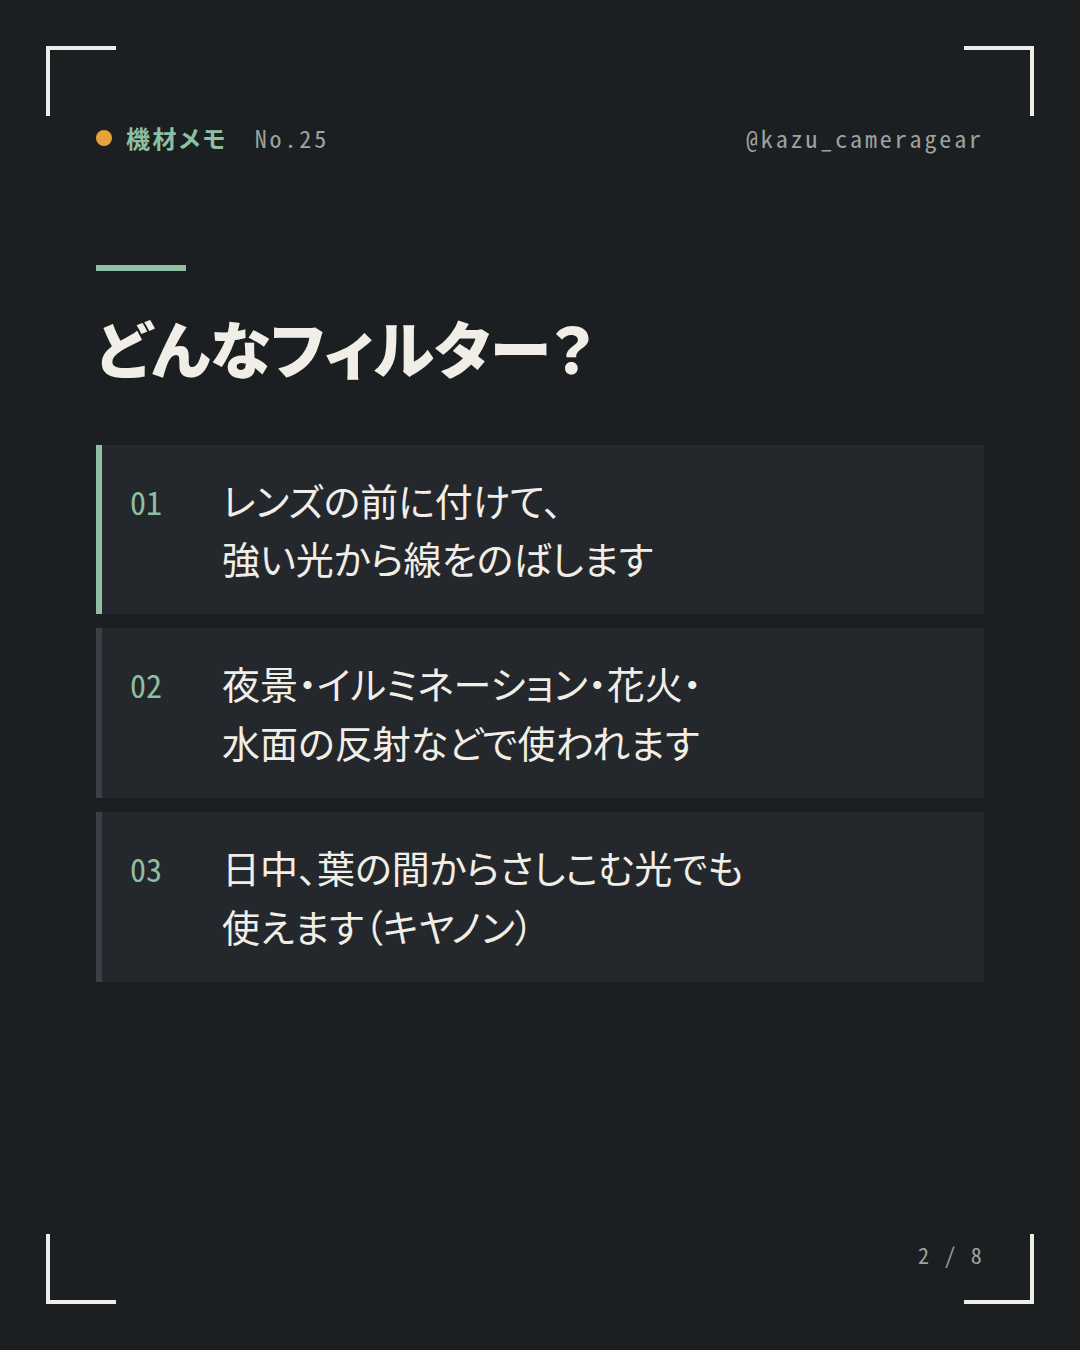 機材メモ No.25 @kazu_cameragear
どんなフィルター？
01 レンズの前に付けて、
強い光から線をのばします
02 夜景・イルミネーション・花火・
水面の反射などで使われます
03 日中、葉の間からさしこむ光でも
使えます（キヤノン）
2 / 8